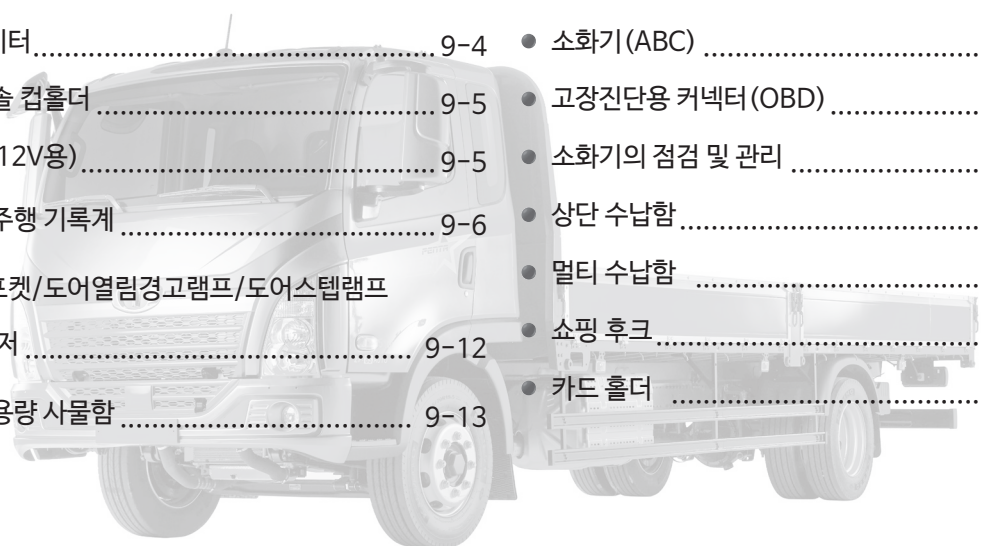 터 9-4
솔 컵홀더 9-5
12V용) 9-5
주행 기록계 9-6
포켓/도어열림경고램프/도어스텝램프
저 9-12
용량 사물함 9-13
● 소화기(ABC)
● 고장진단용 커넥터(OBD)
● 소화기의 점검 및 관리
● 상단 수납함
● 멀티 수납함
● 쇼핑 후크
● 카드 홀더